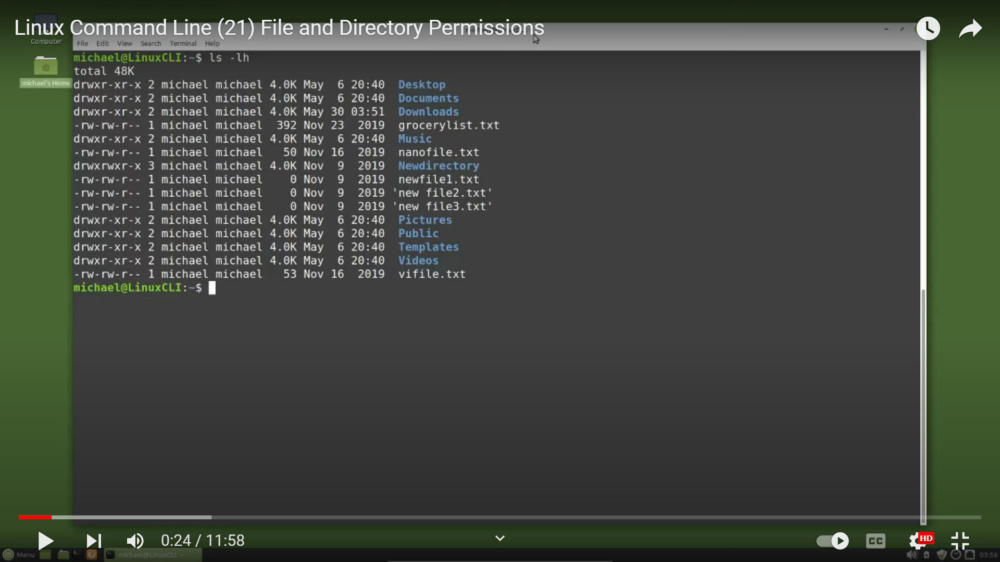 Linux Command Line (21) File and Directory Permissions
Computer
File Edit View Search Terminal Help
michael@LinuxCLI:~$ ls -lh
total 48K
michael's Home
drwxr-xr-x 2 michael michael 4.0K May  6 20:40  Desktop
drwxr-xr-x 2 michael michael 4.0K May  6 20:40  Documents
drwxr-xr-x 2 michael michael 4.0K May 30 03:51  Downloads
-rw-rw-r-- 1 michael michael  392 Nov 23  2019  grocerylist.txt
drwxr-xr-x 2 michael michael 4.0K May  6 20:40  Music
-rw-rw-r-- 1 michael michael   50 Nov 16  2019  nanofile.txt
drwxrwxr-x 3 michael michael 4.0K Nov  9  2019  Newdirectory
-rw-rw-r-- 1 michael michael    0 Nov  9  2019  newfile1.txt
-rw-rw-r-- 1 michael michael    0 Nov  9  2019 'new file2.txt'
-rw-rw-r-- 1 michael michael    0 Nov  9  2019 'new file3.txt'
drwxr-xr-x 2 michael michael 4.0K May  6 20:40  Pictures
drwxr-xr-x 2 michael michael 4.0K May  6 20:40  Public
drwxr-xr-x 2 michael michael 4.0K May  6 20:40  Templates
drwxr-xr-x 2 michael michael 4.0K May  6 20:40  Videos
-rw-rw-r-- 1 michael michael   53 Nov 16  2019  vifile.txt
michael@LinuxCLI:~$
0:24 / 11:58
CC
HD
Menu
michael@LinuxCLI: ~
03:56